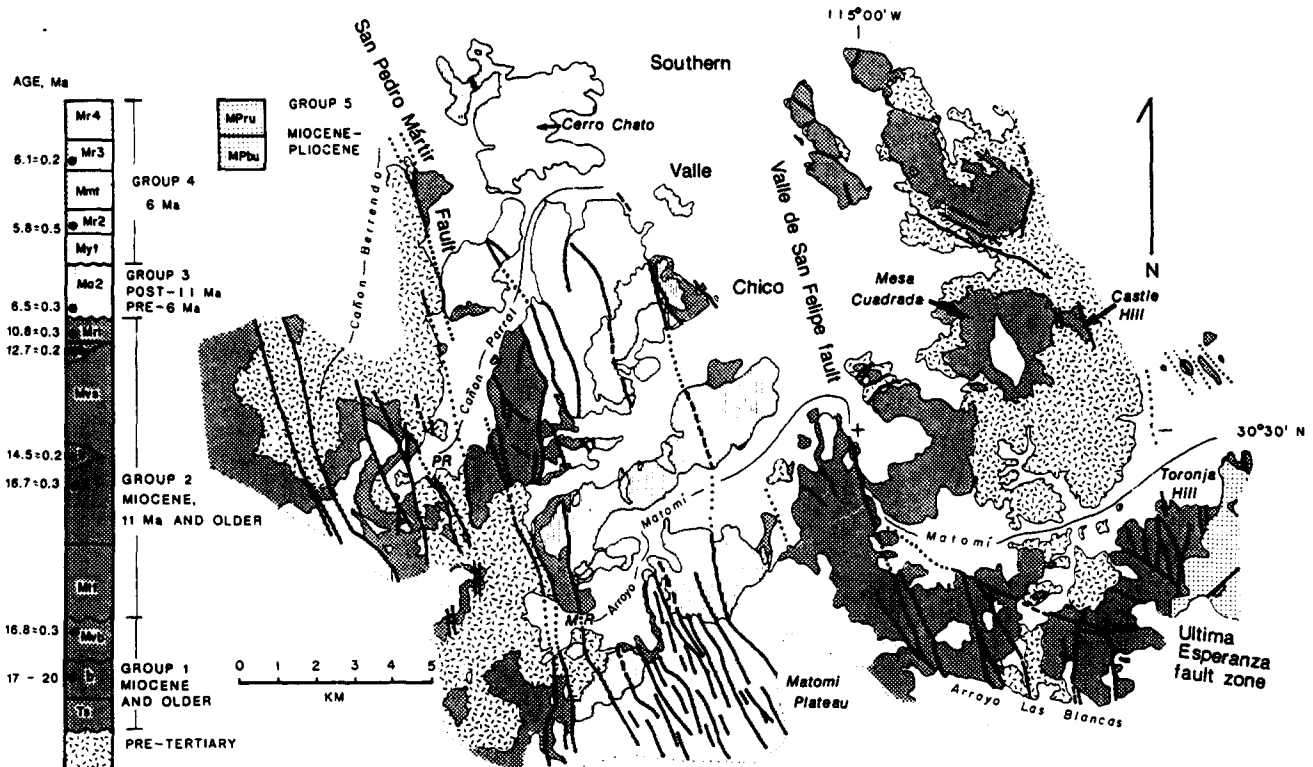 AGE, Ma
Mr4
6.1±0.2
Mr3
Mmt
5.8±0.5
Mr2
Myt
GROUP 4
6 Ma
Mo2
6.5±0.3
GROUP 3
POST-11 Ma
PRE-6 Ma
10.8±0.3
12.7±0.2
Mvs
14.5±0.2
16.7±0.3
GROUP 2
MIOCENE,
11 Ma AND OLDER
16.8±0.3
Mvb
17 - 20
GROUP 1
MIOCENE
AND OLDER
Ts
PRE-TERTIARY
MPru
MPbu
GROUP 5
MIOCENE-
PLIOCENE
0 1 2 3 4 5
KM
San Pedro Mártir
Fault
Cañon Berrendo
Cañon Parral
Cerro Chato
Southern
Valle
Chico
115°00' W
Valle de San Felipe fault
Mesa
Cuadrada
Castle
Hill
N
30°30' N
Toronja
Hill
PR
Arroyo Matomí
Matomí
M R
Matomi
Plateau
Arroyo Las Blancas
Ultima
Esperanza
fault zone